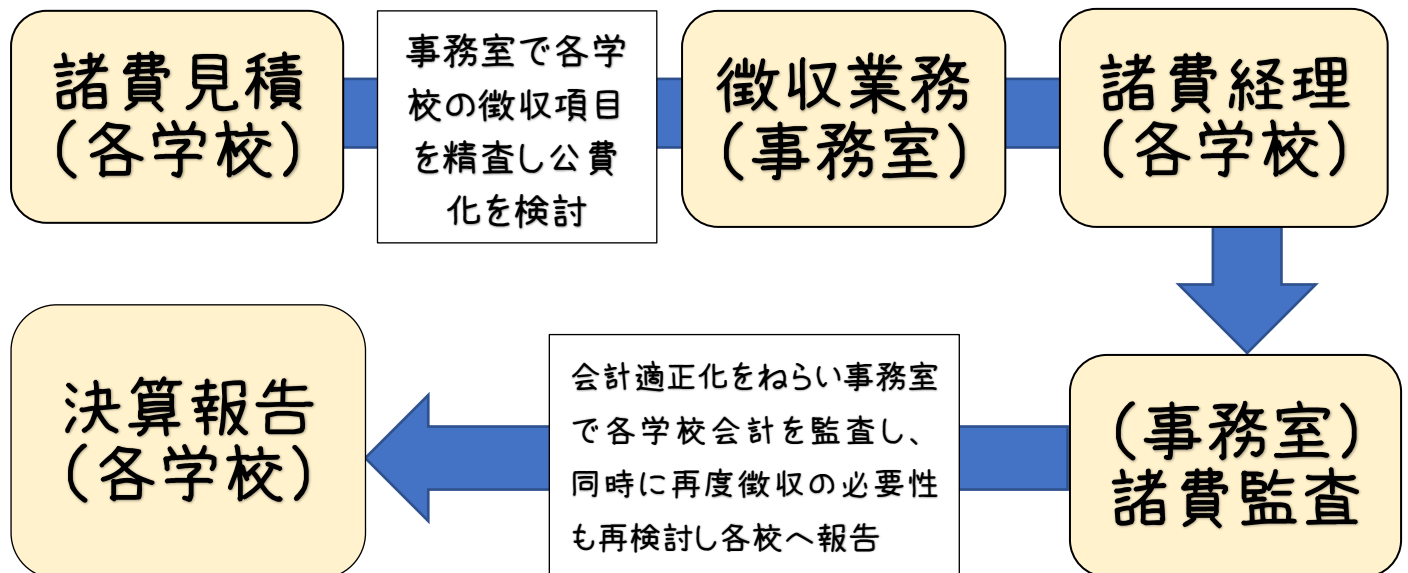 諸費見積
(各学校)
事務室で各学
校の徴収項目
を精査し公費
化を検討
徴収業務
(事務室)
諸費経理
(各学校)
(事務室)
諸費監査
会計適正化をねらい事務室
で各学校会計を監査し、
同時に再度徴収の必要性
も再検討し各校へ報告
決算報告
(各学校)